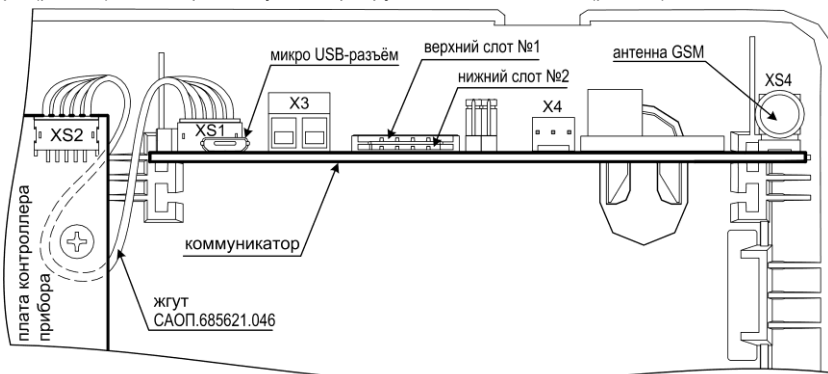 микро USB-разъём
верхний слот №1
нижний слот №2
антенна GSM
XS4
X3
X4
XS1
XS2
коммуникатор
плата контроллера
прибора
жгут
САОП.685621.046